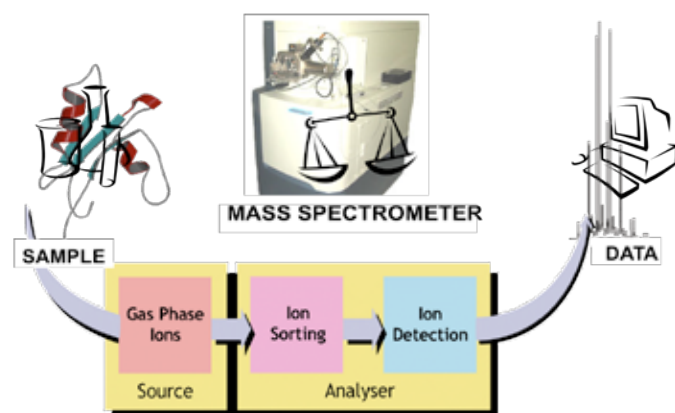 MASS SPECTROMETER
SAMPLE
DATA
Gas Phase
Ions
Ion
Sorting
Ion
Detection
Source
Analyser